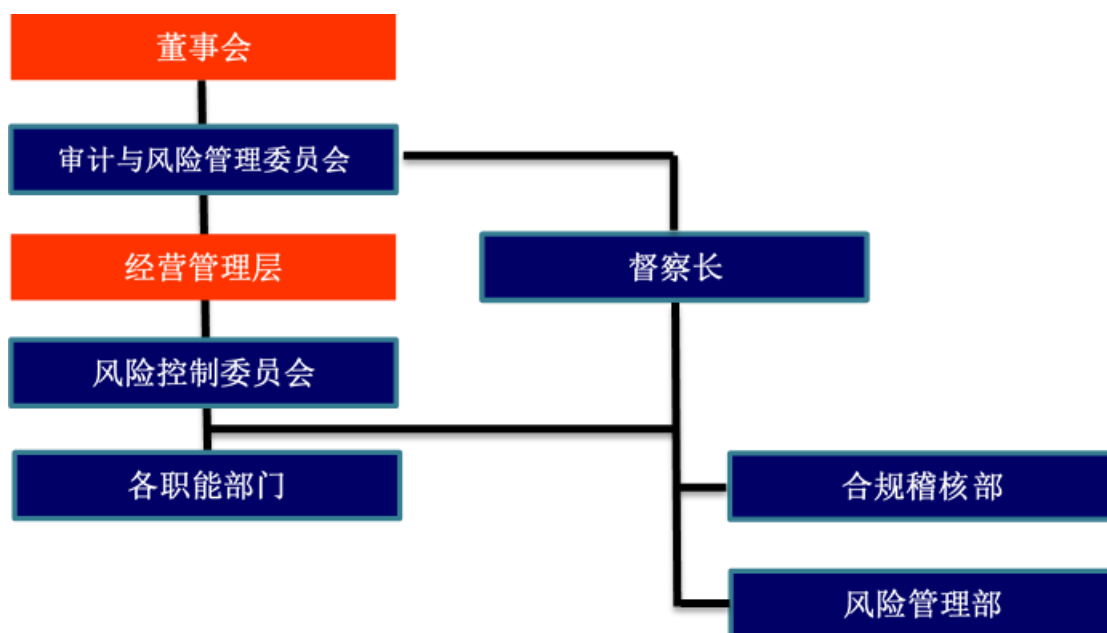 董事会
审计与风险管理委员会
经营管理层
督察长
风险控制委员会
各职能部门
合规稽核部
风险管理部